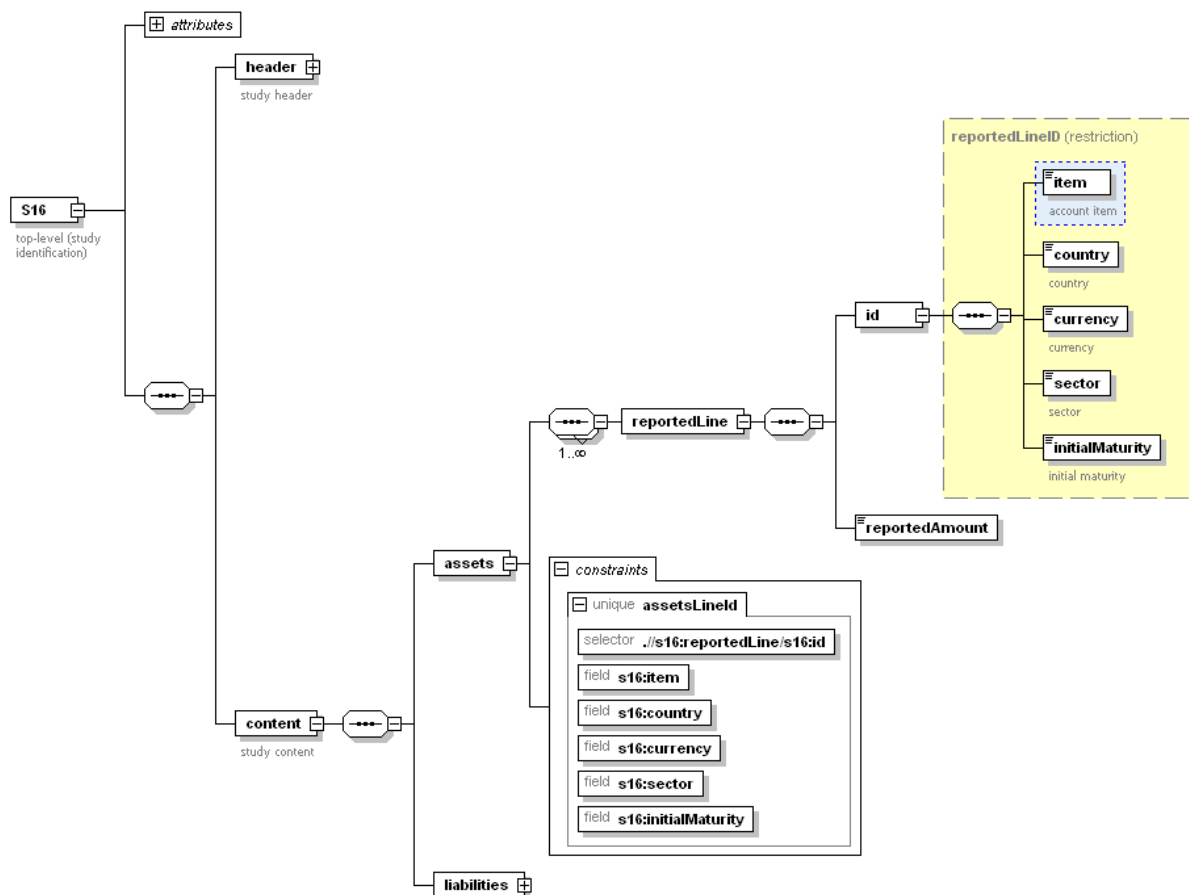 attributes
header
study header
reportedLineID (restriction)
item
account item
S16
top-level (study
identification)
country
country
id
currency
currency
sector
sector
reportedLine
1..∞
initialMaturity
initial maturity
reportedAmount
assets
constraints
unique assetsLineId
selector .//s16:reportedLine/s16:id
field s16:item
field s16:country
content
study content
field s16:currency
field s16:sector
field s16:initialMaturity
liabilities